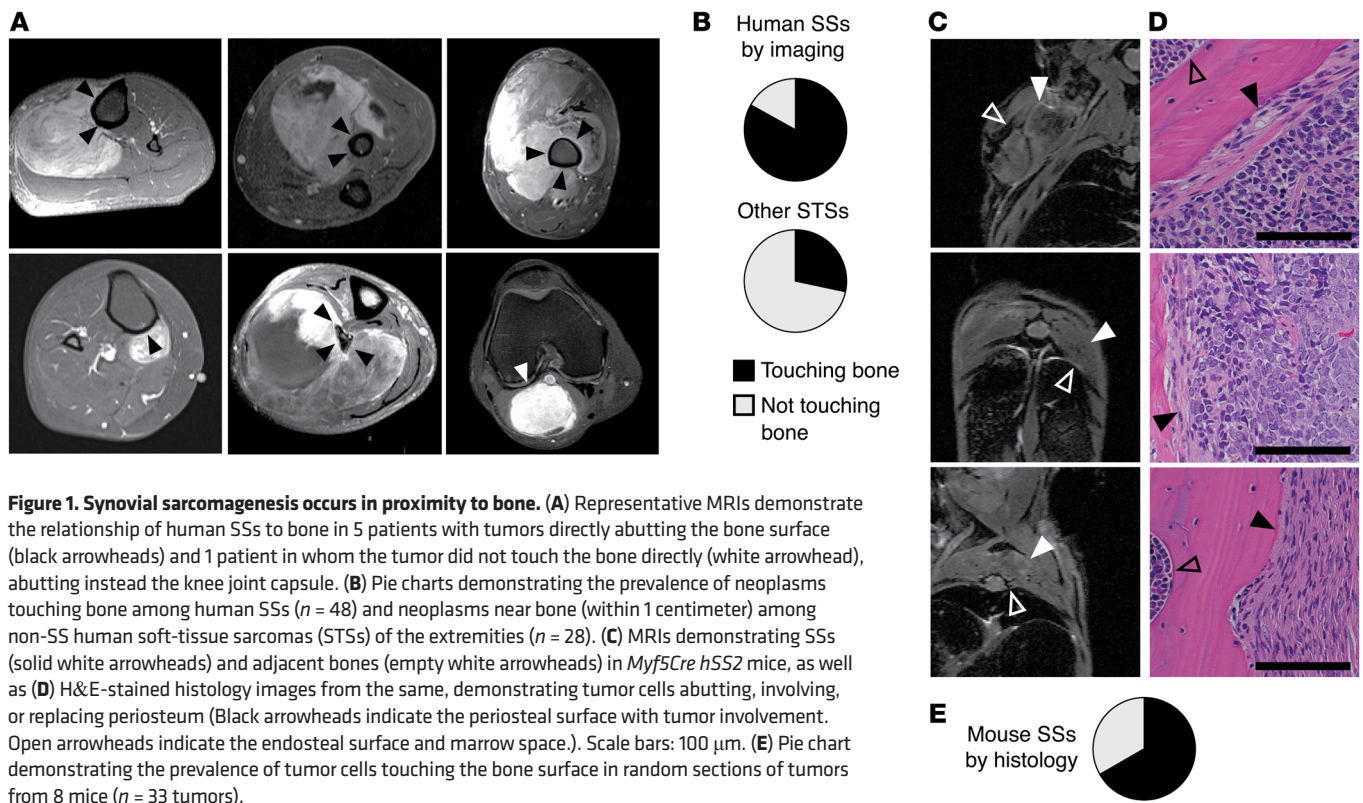 A
B
Human SSs
by imaging
Other STSs
Touching bone
Not touching
bone
C
D
Figure 1. Synovial sarcomagenesis occurs in proximity to bone. (A) Representative MRIs demonstrate
the relationship of human SSs to bone in 5 patients with tumors directly abutting the bone surface
(black arrowheads) and 1 patient in whom the tumor did not touch the bone directly (white arrowhead),
abutting instead the knee joint capsule. (B) Pie charts demonstrating the prevalence of neoplasms
touching bone among human SSs (n = 48) and neoplasms near bone (within 1 centimeter) among
non-SS human soft-tissue sarcomas (STSs) of the extremities (n = 28). (C) MRIs demonstrating SSs
(solid white arrowheads) and adjacent bones (empty white arrowheads) in Myf5Cre hSS2 mice, as well
as (D) H&E-stained histology images from the same, demonstrating tumor cells abutting, involving,
or replacing periosteum (Black arrowheads indicate the periosteal surface with tumor involvement.
Open arrowheads indicate the endosteal surface and marrow space.). Scale bars: 100 μm. (E) Pie chart
demonstrating the prevalence of tumor cells touching the bone surface in random sections of tumors
from 8 mice (n = 33 tumors).
E
Mouse SSs
by histology